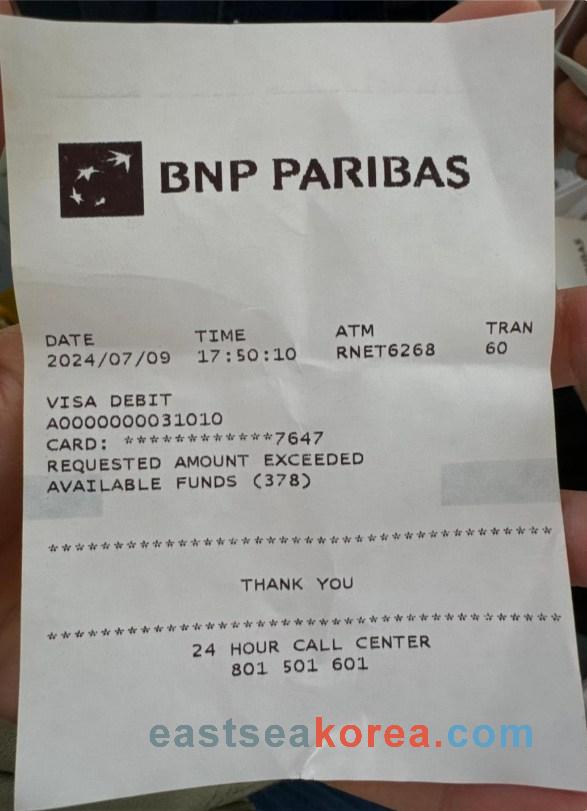 BNP PARIBAS
DATE TIME ATM TRAN
2024/07/09 17:50:10 RNET6268 60
VISA DEBIT
A0000000031010
CARD: ************7647
REQUESTED AMOUNT EXCEEDED
AVAILABLE FUNDS (378)
***************************************
THANK YOU
***************************************
24 HOUR CALL CENTER
801 501 601
eastseakorea.com